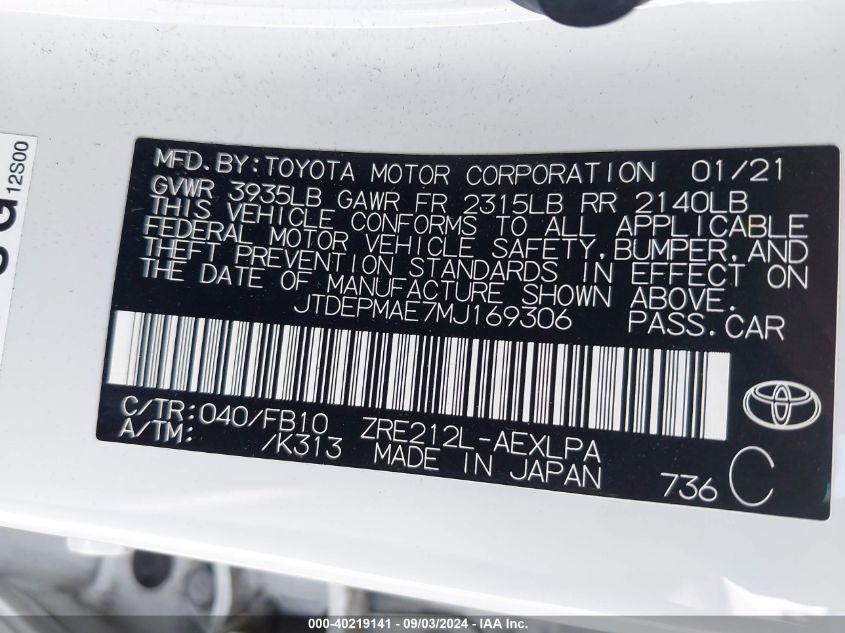 MFD. BY: TOYOTA MOTOR CORPORATION 01/21
GVWR 3935LB GAWR FR 2315LB RR 2140LB
THIS VEHICLE CONFORMS TO ALL APPLICABLE
FEDERAL MOTOR VEHICLE SAFETY, BUMPER, AND
THEFT PREVENTION STANDARDS IN EFFECT ON
THE DATE OF MANUFACTURE SHOWN ABOVE.
JTDEPMAE7MJ169306 PASS. CAR
C/TR: 040/FB10 ZRE212L-AEXLPA
A/TM: /K313 MADE IN JAPAN
736 C
12S00
000-40219141 - 09/03/2024 - IAA Inc.